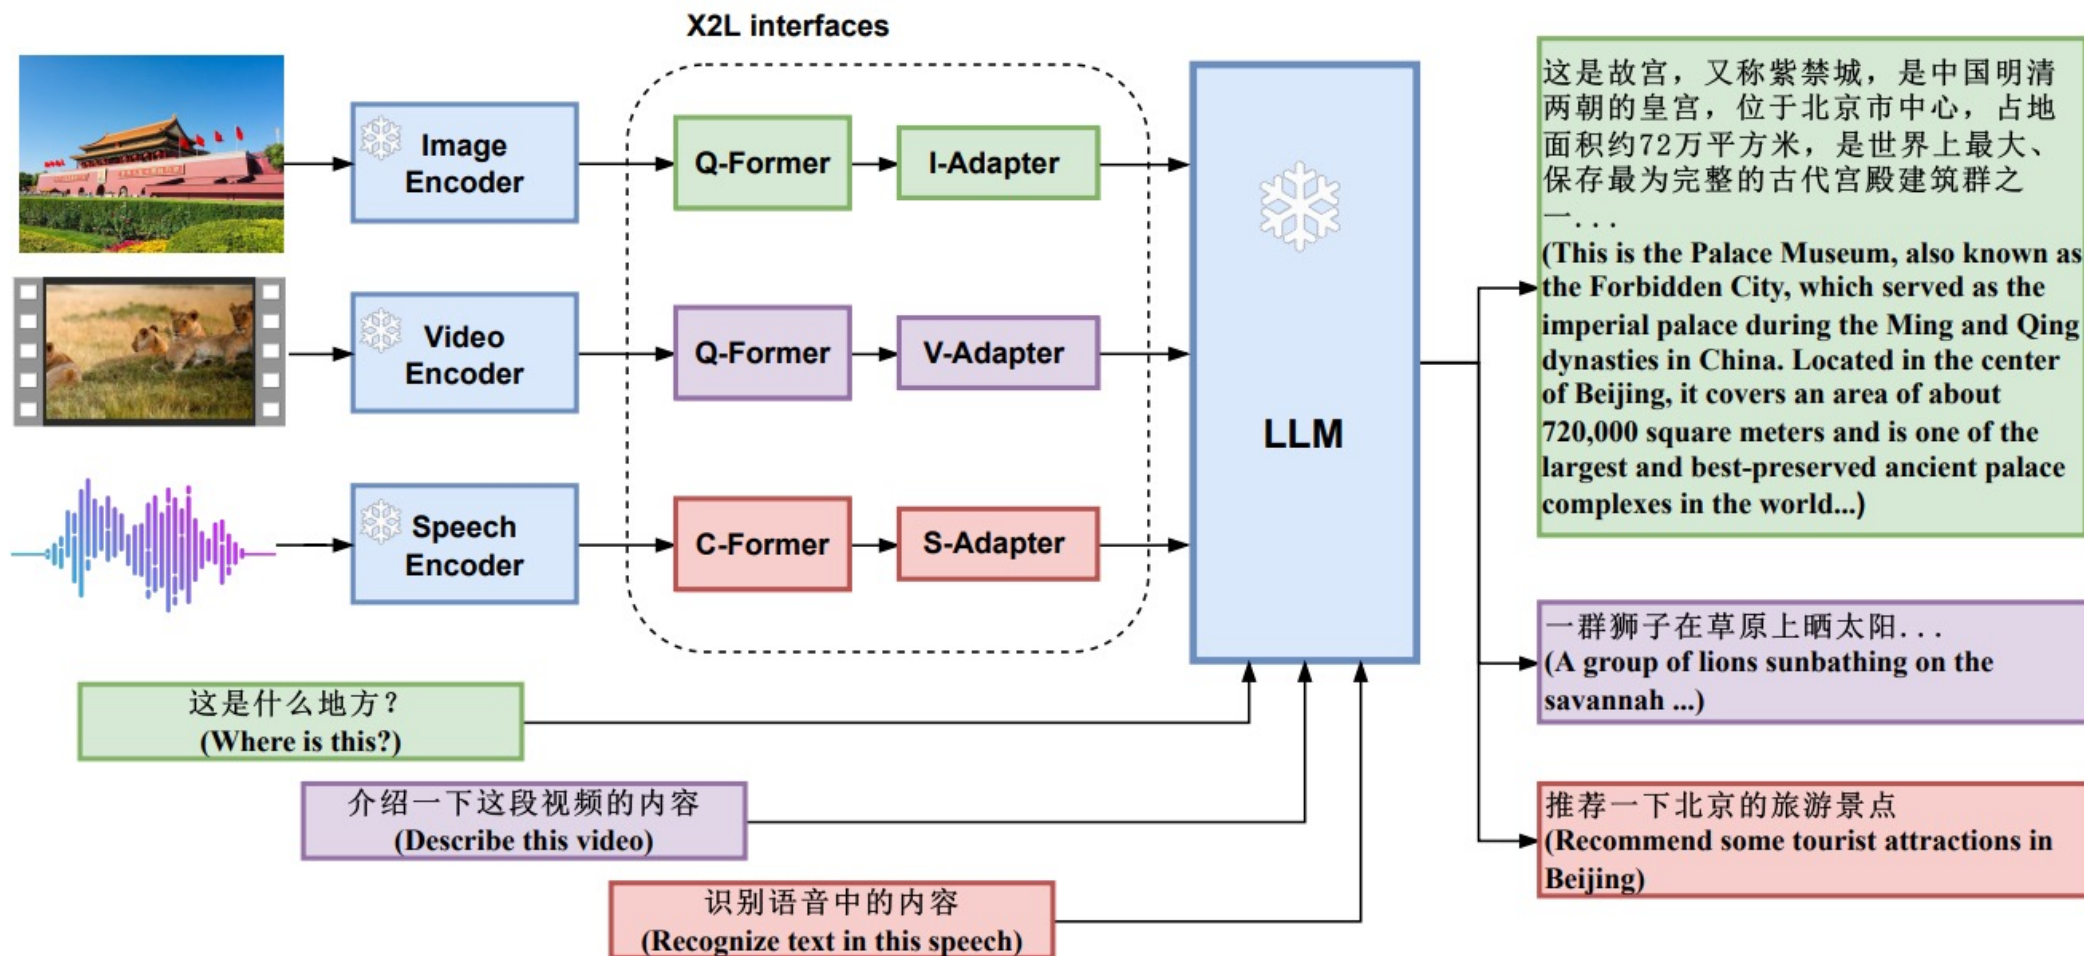 X2L interfaces
Image
Encoder
Q-Former
I-Adapter
Video
Encoder
Q-Former
V-Adapter
Speech
Encoder
C-Former
S-Adapter
LLM
这是什么地方？
(Where is this?)
介绍一下这段视频的内容
(Describe this video)
识别语音中的内容
(Recognize text in this speech)
这是故宫，又称紫禁城，是中国明清
两朝的皇宫，位于北京市中心，占地
面积约72万平方米，是世界上最大、
保存最为完整的古代宫殿建筑群之
一...
(This is the Palace Museum, also known as
the Forbidden City, which served as the
imperial palace during the Ming and Qing
dynasties in China. Located in the center
of Beijing, it covers an area of about
720,000 square meters and is one of the
largest and best-preserved ancient palace
complexes in the world...)
一群狮子在草原上晒太阳...
(A group of lions sunbathing on the
savannah ...)
推荐一下北京的旅游景点
(Recommend some tourist attractions in
Beijing)